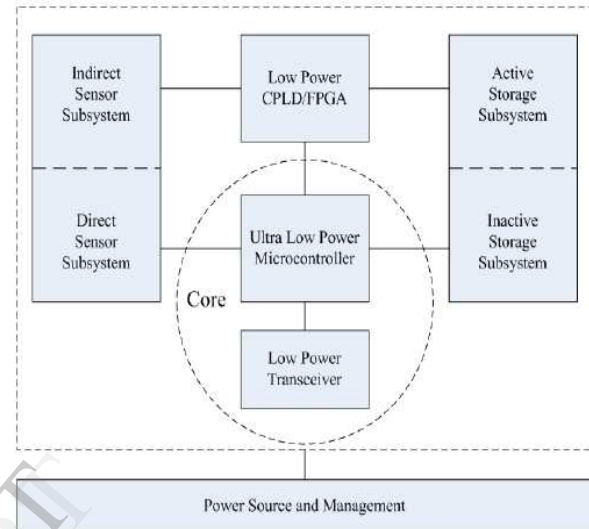 Indirect
Sensor
Subsystem
Low Power
CPLD/FPGA
Active
Storage
Subsystem
Direct
Sensor
Subsystem
Ultra Low Power
Microcontroller
Inactive
Storage
Subsystem
Core
Low Power
Transceiver
Power Source and Management